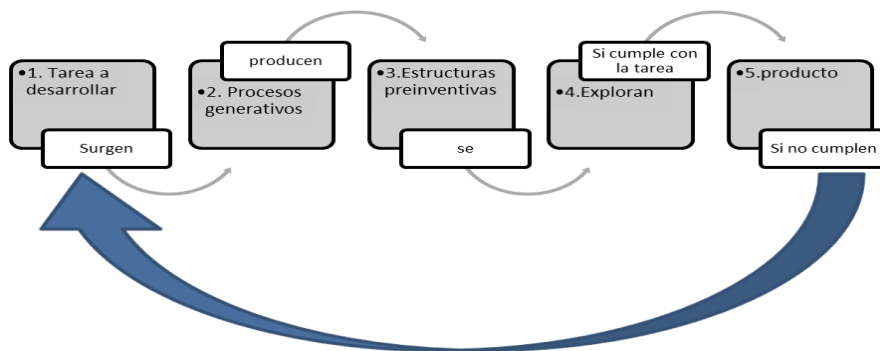 •1. Tarea a
desarrollar
Surgen
producen
•2. Procesos
generativos
•3.Estructuras
preinventivas
se
Si cumple con
la tarea
•4.Exploran
•5.producto
Si no cumplen